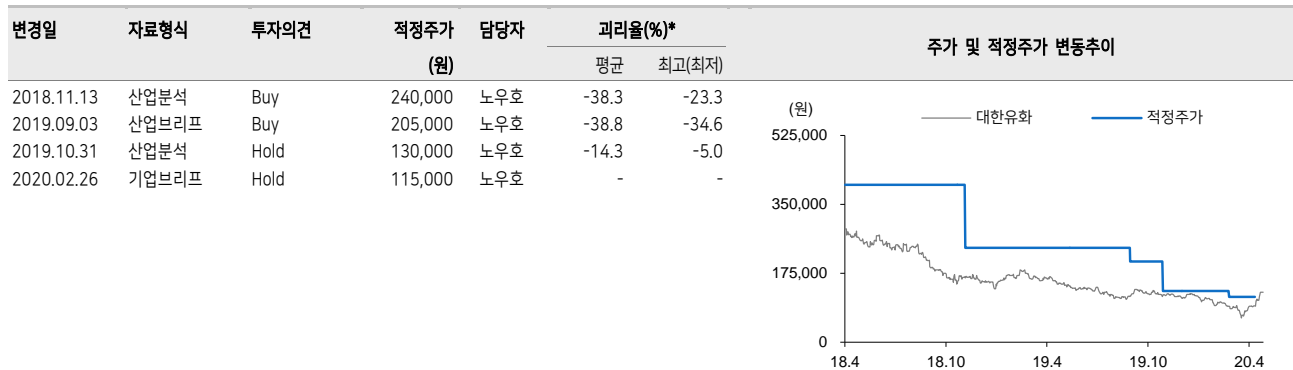 변경일 자료형식 투자의견 적정주가 담당자 괴리율(%)* 주가 및 적정주가 변동추이
(원) 평균 최고(최저)
2018.11.13 산업분석 Buy 240,000 노우호 -38.3 -23.3
2019.09.03 산업브리프 Buy 205,000 노우호 -38.8 -34.6
2019.10.31 산업분석 Hold 130,000 노우호 -14.3 -5.0
2020.02.26 기업브리프 Hold 115,000 노우호 - -
(원) 대한유화 적정주가
525,000
350,000
175,000
0
18.4 18.10 19.4 19.10 20.4